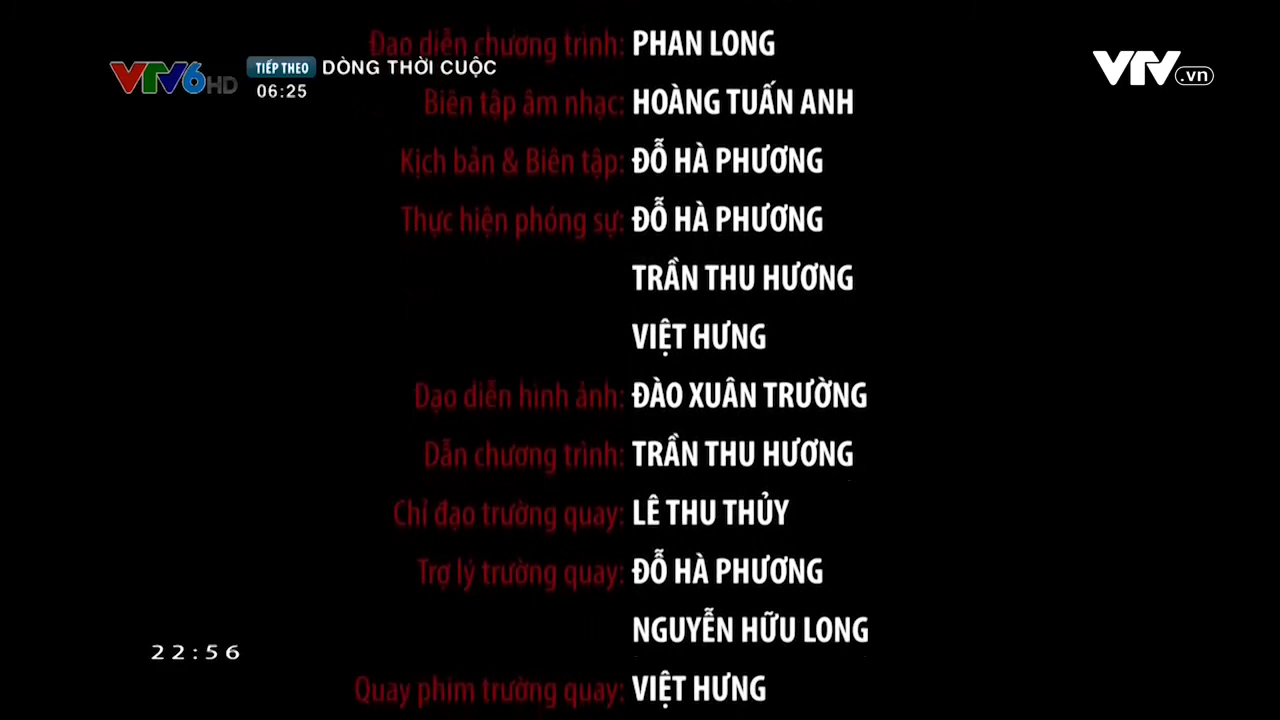 Đạo diễn chương trình: PHAN LONG
VTV6HD TIẾP THEO DÒNG THỜI CUỘC
06:25
VTV.vn
Biên tập âm nhạc: HOÀNG TUẤN ANH
Kịch bản & Biên tập: ĐỖ HÀ PHƯƠNG
Thực hiện phóng sự: ĐỖ HÀ PHƯƠNG
TRẦN THU HƯƠNG
VIỆT HƯNG
Đạo diễn hình ảnh: ĐÀO XUÂN TRƯỜNG
Dẫn chương trình: TRẦN THU HƯƠNG
Chỉ đạo trường quay: LÊ THU THỦY
Trợ lý trường quay: ĐỖ HÀ PHƯƠNG
NGUYỄN HỮU LONG
22:56
Quay phim trường quay: VIỆT HƯNG